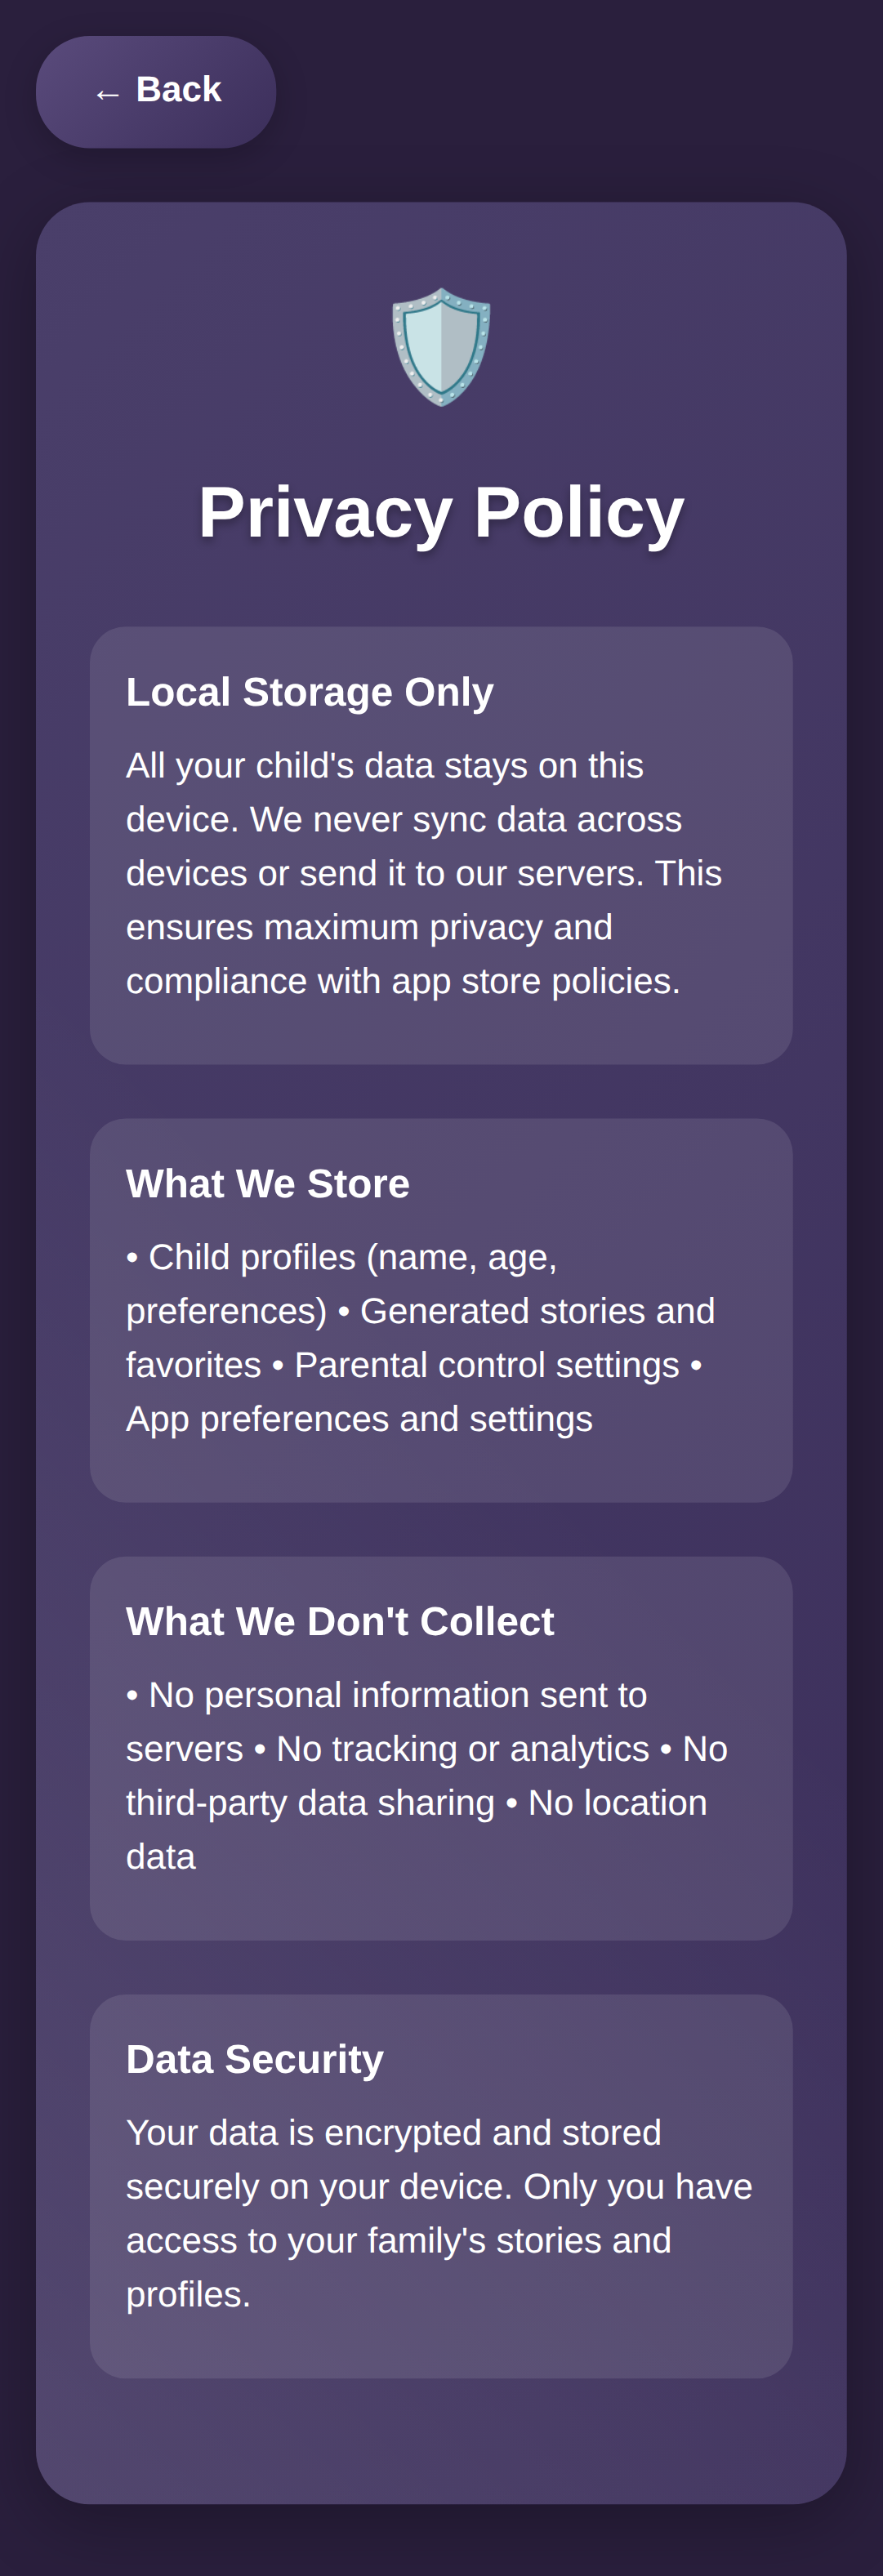 ← Back
Privacy Policy
Local Storage Only
All your child's data stays on this
device. We never sync data across
devices or send it to our servers. This
ensures maximum privacy and
compliance with app store policies.
What We Store
• Child profiles (name, age,
preferences) • Generated stories and
favorites • Parental control settings •
App preferences and settings
What We Don't Collect
• No personal information sent to
servers • No tracking or analytics • No
third-party data sharing • No location
data
Data Security
Your data is encrypted and stored
securely on your device. Only you have
access to your family's stories and
profiles.